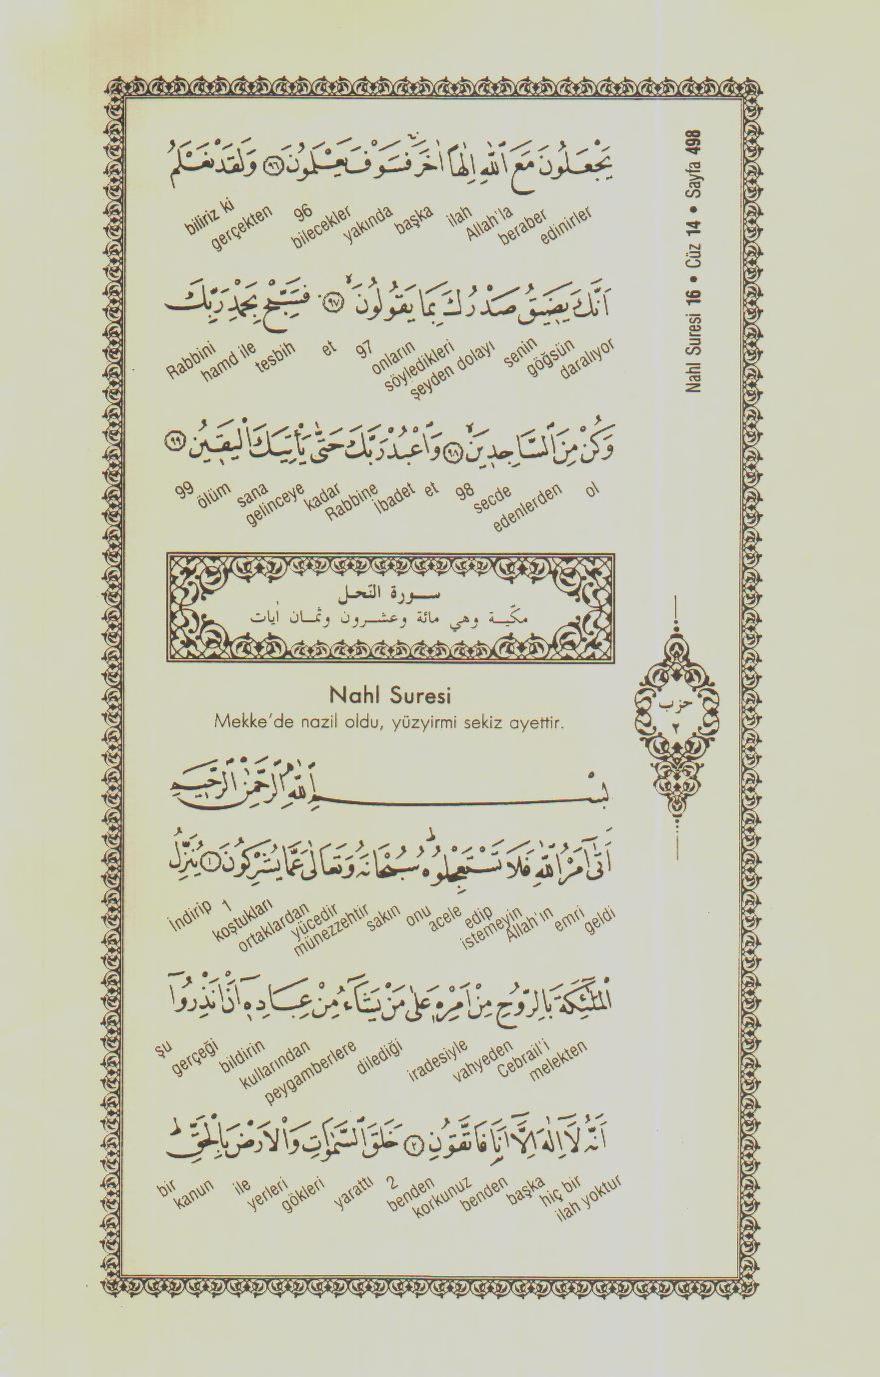 يَجْعَلُونَ مَعَ اللّٰهِ اِلٰهًا اٰخَرَ فَسَوْفَ يَعْلَمُونَ ﴿٩٦﴾ وَلَقَدْ نَعْلَمُ
edinirler beraber Allah'la ilah başka yakında bilecekler 96 gerçekten biliriz ki
اَنَّكَ يَضٖيقُ صَدْرُكَ بِمَا يَقُولُونَ ﴿٩٧﴾ فَسَبِّحْ بِحَمْدِ رَبِّكَ
daralıyor göğsün senin şeyden dolayı söyledikleri onların 97 et tesbih hamd ile Rabbini
وَكُنْ مِنَ السَّاجِدٖينَ ﴿٩٨﴾ وَاعْبُدْ رَبَّكَ حَتّٰى يَأْتِيَكَ الْيَقٖينُ ﴿٩٩﴾
ol edenlerden secde 98 et ibadet Rabbine kadar gelinceye sana ölüm 99
سورة النحل
مكّية وهي مائة وعشرون وثمان اٰيات
Nahl Suresi
Mekke'de nazil oldu, yüzyirmi sekiz ayettir.
بِسْمِ اللّٰهِ الرَّحْمٰنِ الرَّحٖيمِ
اَتٰٓى اَمْرُ اللّٰهِ فَلَا تَسْتَعْجِلُوهُ سُبْحَانَهُ وَتَعَالٰى عَمَّا يُشْرِكُونَ ﴿١﴾ يُنَزِّلُ
geldi emri Allah'ın istemeyin edip acele onu sakın münezzehtir yücedir ortaklardan koştukları 1 İndirip
الْمَلٰٓئِكَةَ بِالرُّوحِ مِنْ اَمْرِهٖ عَلٰى مَنْ يَشَٓاءُ مِنْ عِبَادِهٖٓ اَنْ اَنْذِرُٓوا
melekten Cebrail'i vahyeden iradesiyle dilediği peygamberlere kullarından bildirin gerçeği şu
اَنَّهُ لَٓا اِلٰهَ اِلَّٓا اَنَا۬ فَاتَّقُونِ ﴿٢﴾ خَلَقَ السَّمٰوَاتِ وَالْاَرْضَ بِالْحَقِّ
ilah yoktur hiç bir başka benden korkunuz benden 2 yarattı gökleri yerleri ile kanun bir
Nahl Suresi 16 • Cüz 14 • Sayfa 498
حزب
٢